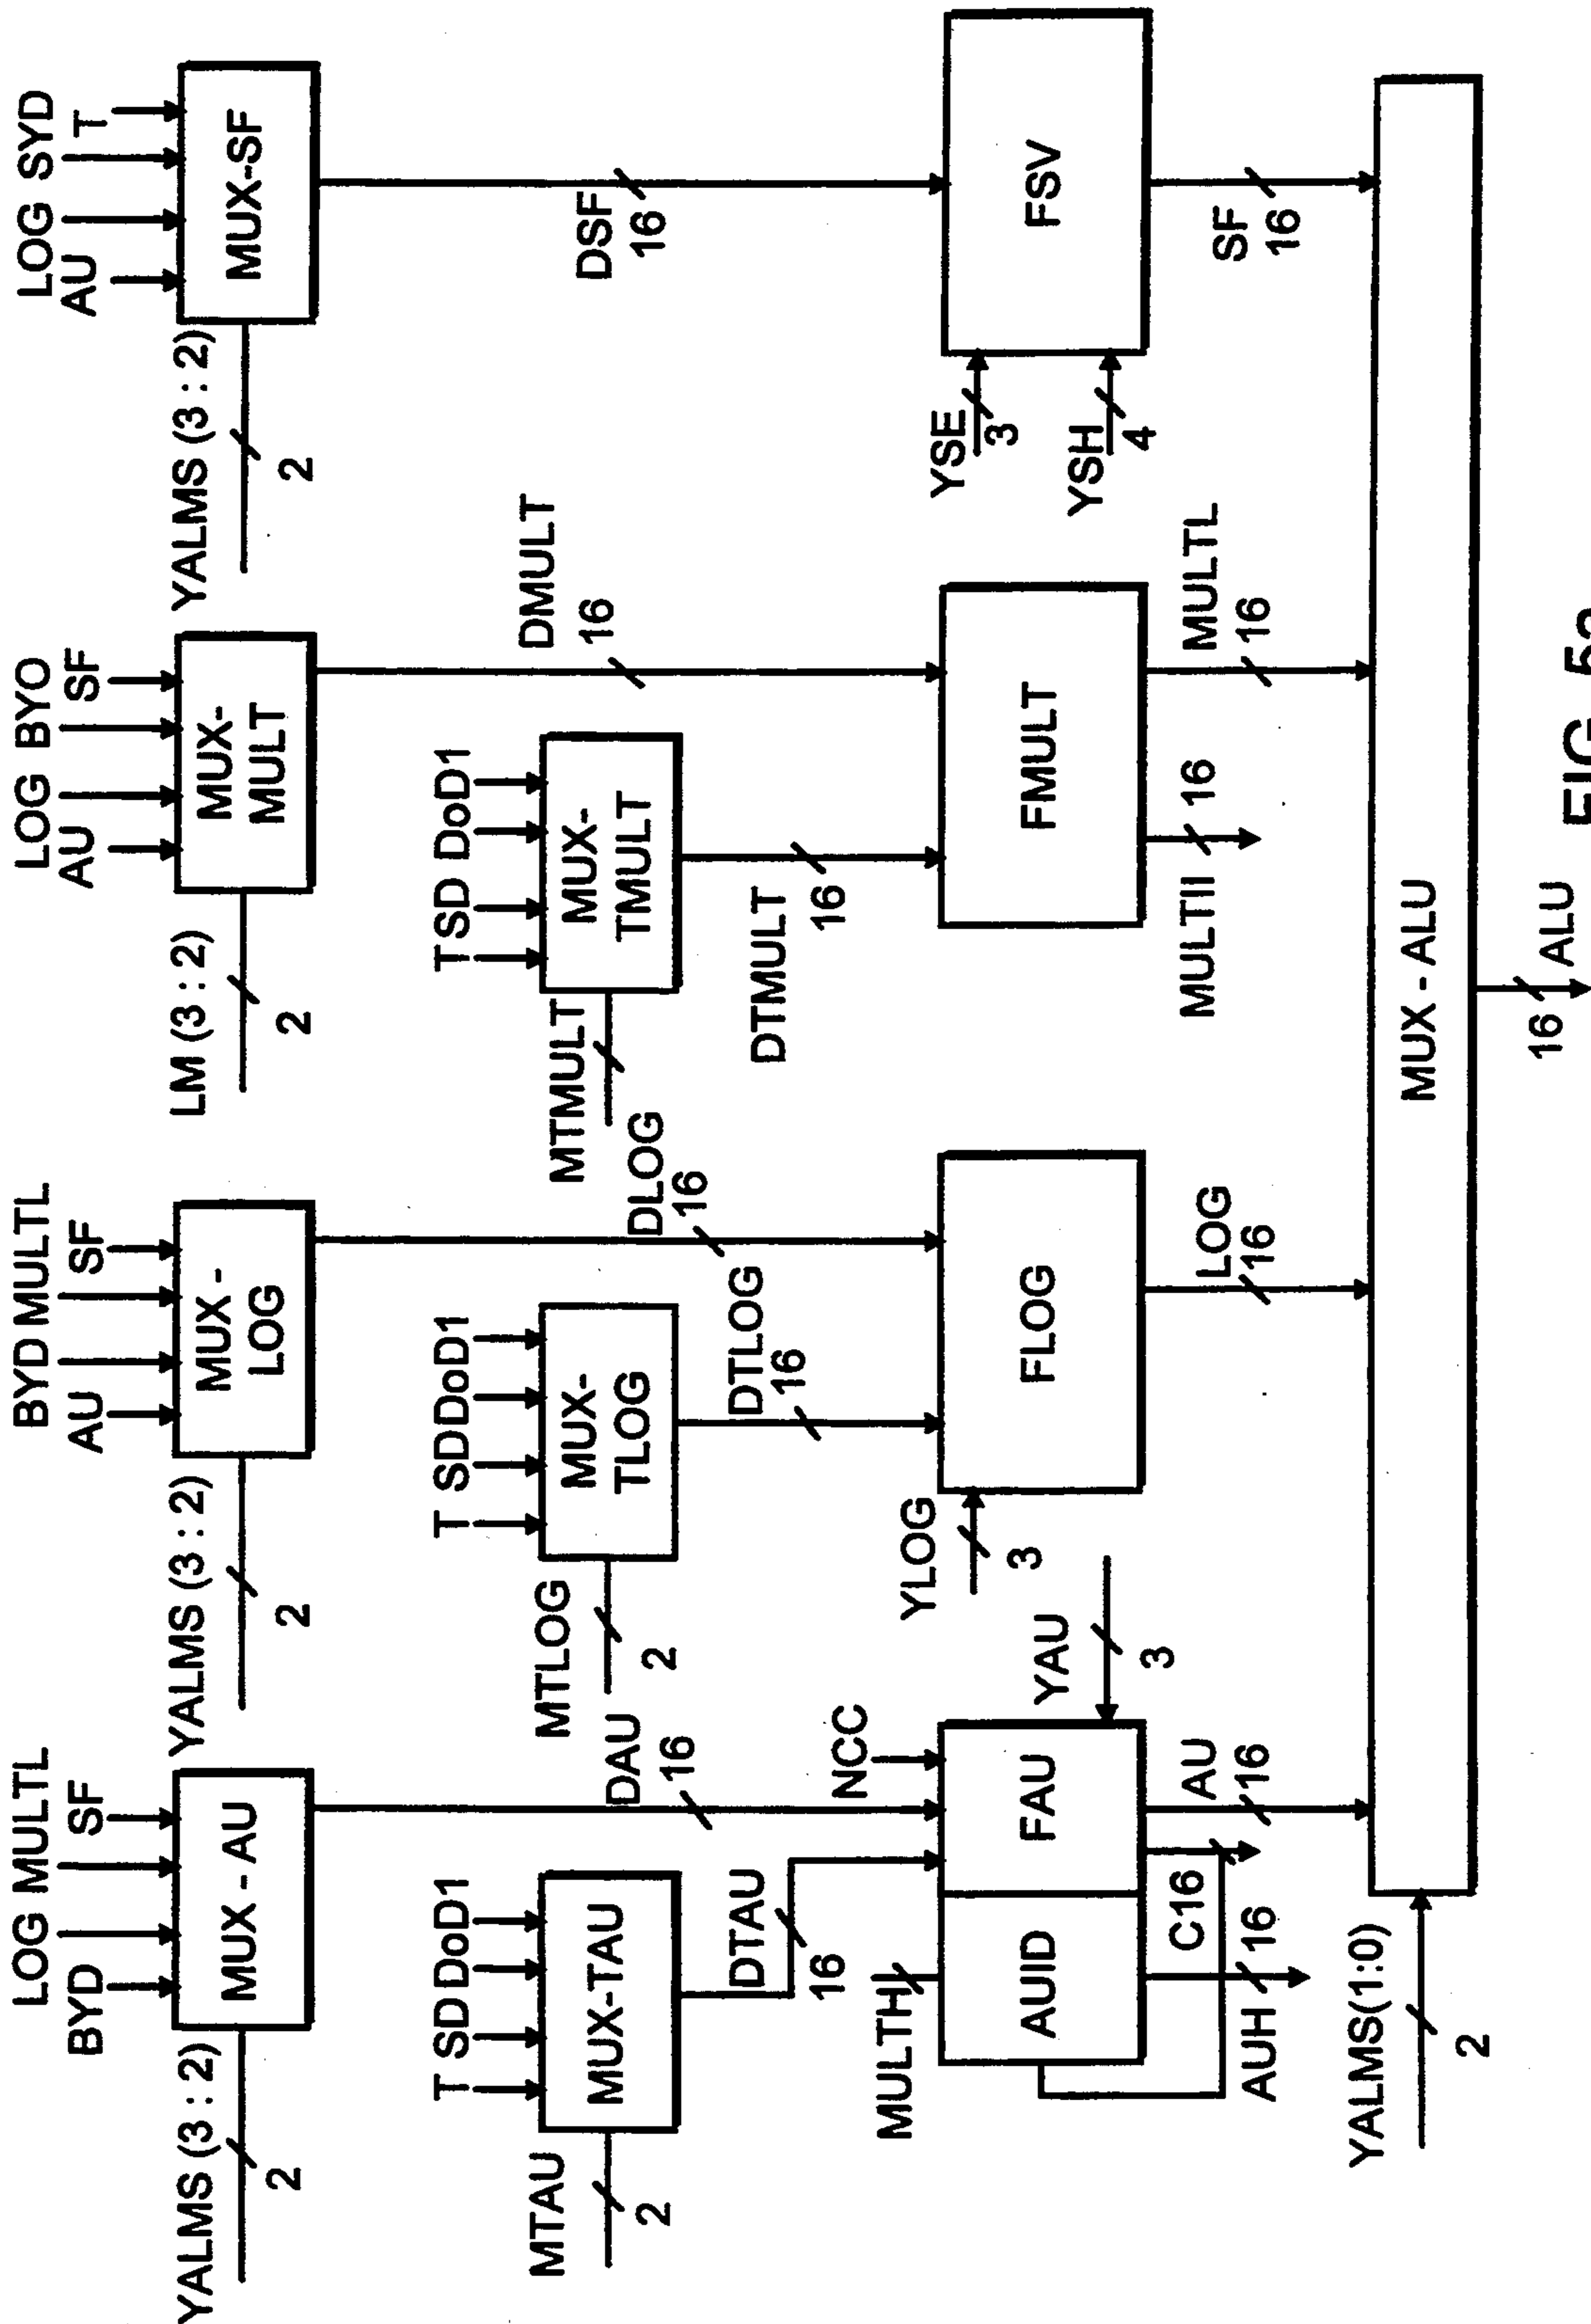 LOG MULTL
BYD SF
YALMS (3 : 2)
2
MUX - AU
BYD MULTL
AU SF
YALMS (3 : 2)
2
MUX -
LOG
LOG BYO
AU SF
LM (3 : 2)
2
MUX-
MULT
LOG SYD
AU T
YALMS (3 : 2)
2
MUX-SF
T SD DoD1
MTAU
2
MUX-TAU
DTAU
16
DAU
16
T SD DoD1
MTLOG
2
MUX-
TLOG
DTLOG
16
DLOG
16
T SD DoD1
MTMULT
MUX-
TMULT
DTMULT
16
DMULT
16
DSF
16
MULTH
NCC
AUID
FAU
YAU
3
C16
AUH
16
AU
16
YLOG
3
FLOG
LOG
16
FMULT
MULTII
16
MULTL
16
YSE
3
YSH
4
FSV
SF
16
YALMS(1:0)
2
MUX - ALU
16
ALU
FIG. 5a